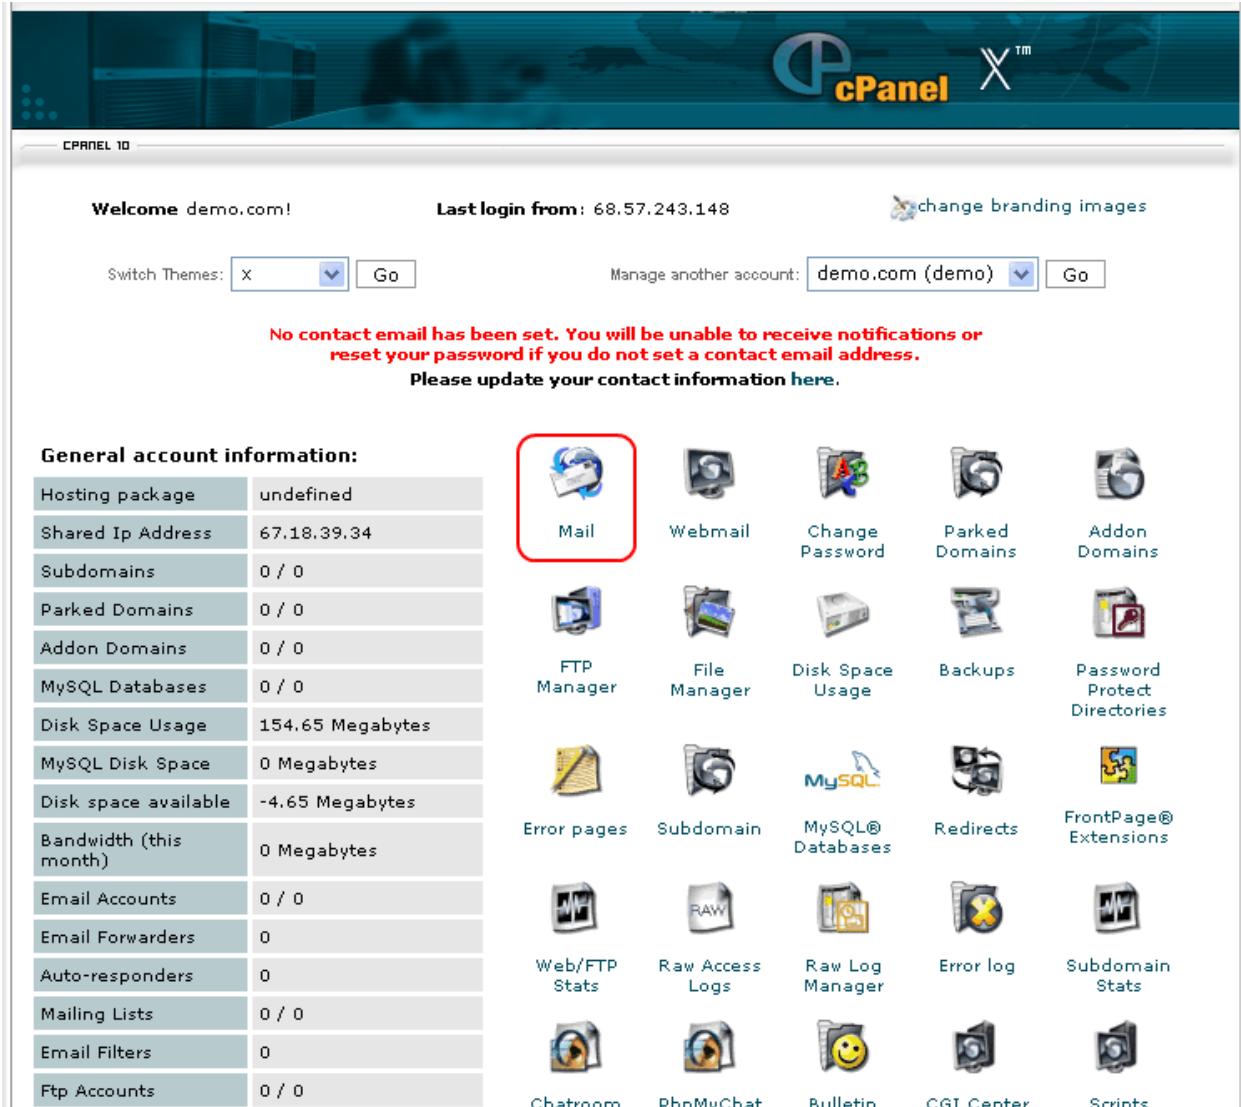 cPanel X™
CPANEL 10
Welcome demo.com!
Last login from: 68.57.243.148
change branding images
Switch Themes: x Go
Manage another account: demo.com (demo) Go
No contact email has been set. You will be unable to receive notifications or
reset your password if you do not set a contact email address.
Please update your contact information here.
General account information:
Hosting package undefined
Shared Ip Address 67.18.39.34
Subdomains 0 / 0
Parked Domains 0 / 0
Addon Domains 0 / 0
MySQL Databases 0 / 0
Disk Space Usage 154.65 Megabytes
MySQL Disk Space 0 Megabytes
Disk space available -4.65 Megabytes
Bandwidth (this
month) 0 Megabytes
Email Accounts 0 / 0
Email Forwarders 0
Auto-responders 0
Mailing Lists 0 / 0
Email Filters 0
Ftp Accounts 0 / 0
Mail
Webmail
Change
Password
Parked
Domains
Addon
Domains
FTP
Manager
File
Manager
Disk Space
Usage
Backups
Password
Protect
Directories
Error pages
Subdomain
MySQL
MySQL®
Databases
Redirects
FrontPage®
Extensions
Web/FTP
Stats
RAW
Raw Access
Logs
Raw Log
Manager
Error log
Subdomain
Stats
Chatroom
PhpMyChat
Bulletin
CGI Center
Scripts